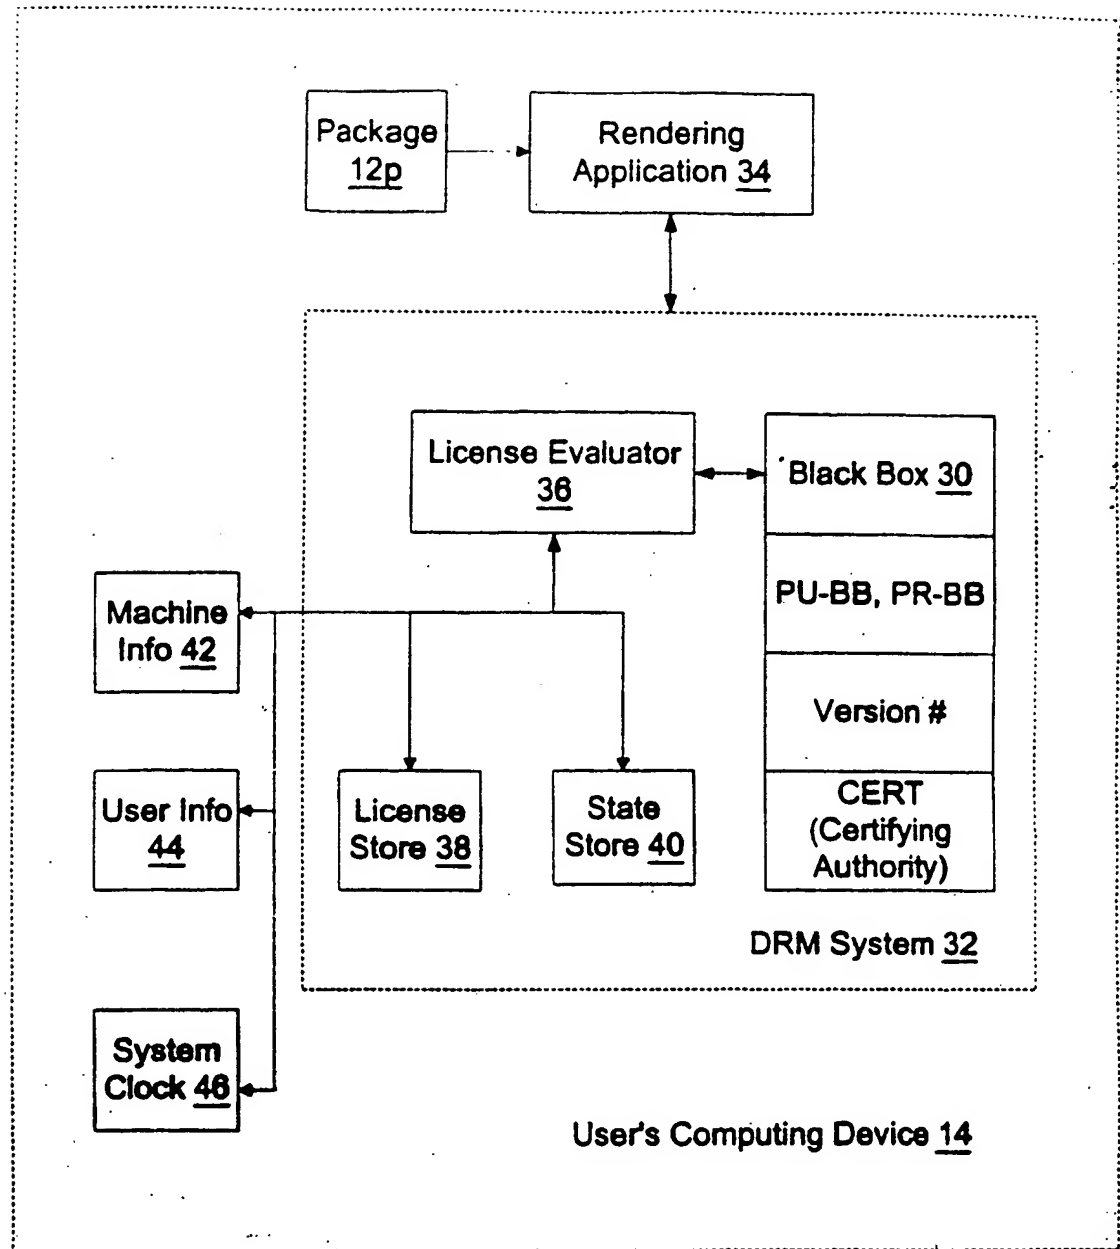 Package
12p
Rendering
Application 34
License Evaluator
36
Black Box 30
PU-BB, PR-BB
Version #
CERT
(Certifying
Authority)
Machine
Info 42
User Info
44
License
Store 38
State
Store 40
DRM System 32
System
Clock 46
User's Computing Device 14